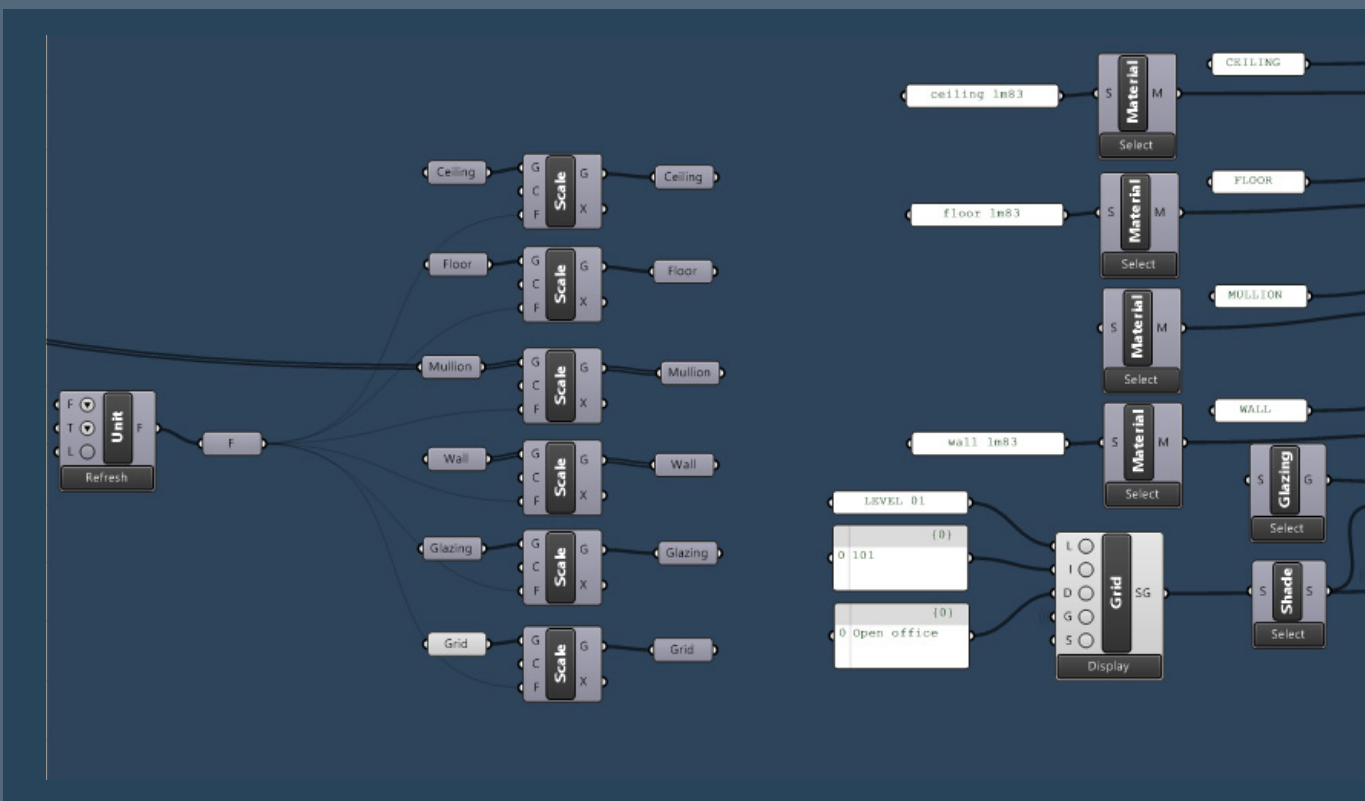 CEILING
ceiling lm83
S Material M
Select
FLOOR
floor lm83
S Material M
Select
MULLION
S Material M
Select
WALL
wall lm83
S Material M
Select
Ceiling
G
C
F
Scale
G
X
Ceiling
Floor
G
C
F
Scale
G
X
Floor
Mullion
G
C
F
Scale
G
X
Mullion
F
T
L
Unit
F
Refresh
F
Wall
G
C
F
Scale
G
X
Wall
Glazing
G
C
F
Scale
G
X
Glazing
Grid
G
C
F
Scale
G
X
Grid
S Glazing G
Select
LEVEL 01
{0}
0 101
{0}
0 Open office
L
I
D
G
S
Grid
SG
Display
S Shade S
Select